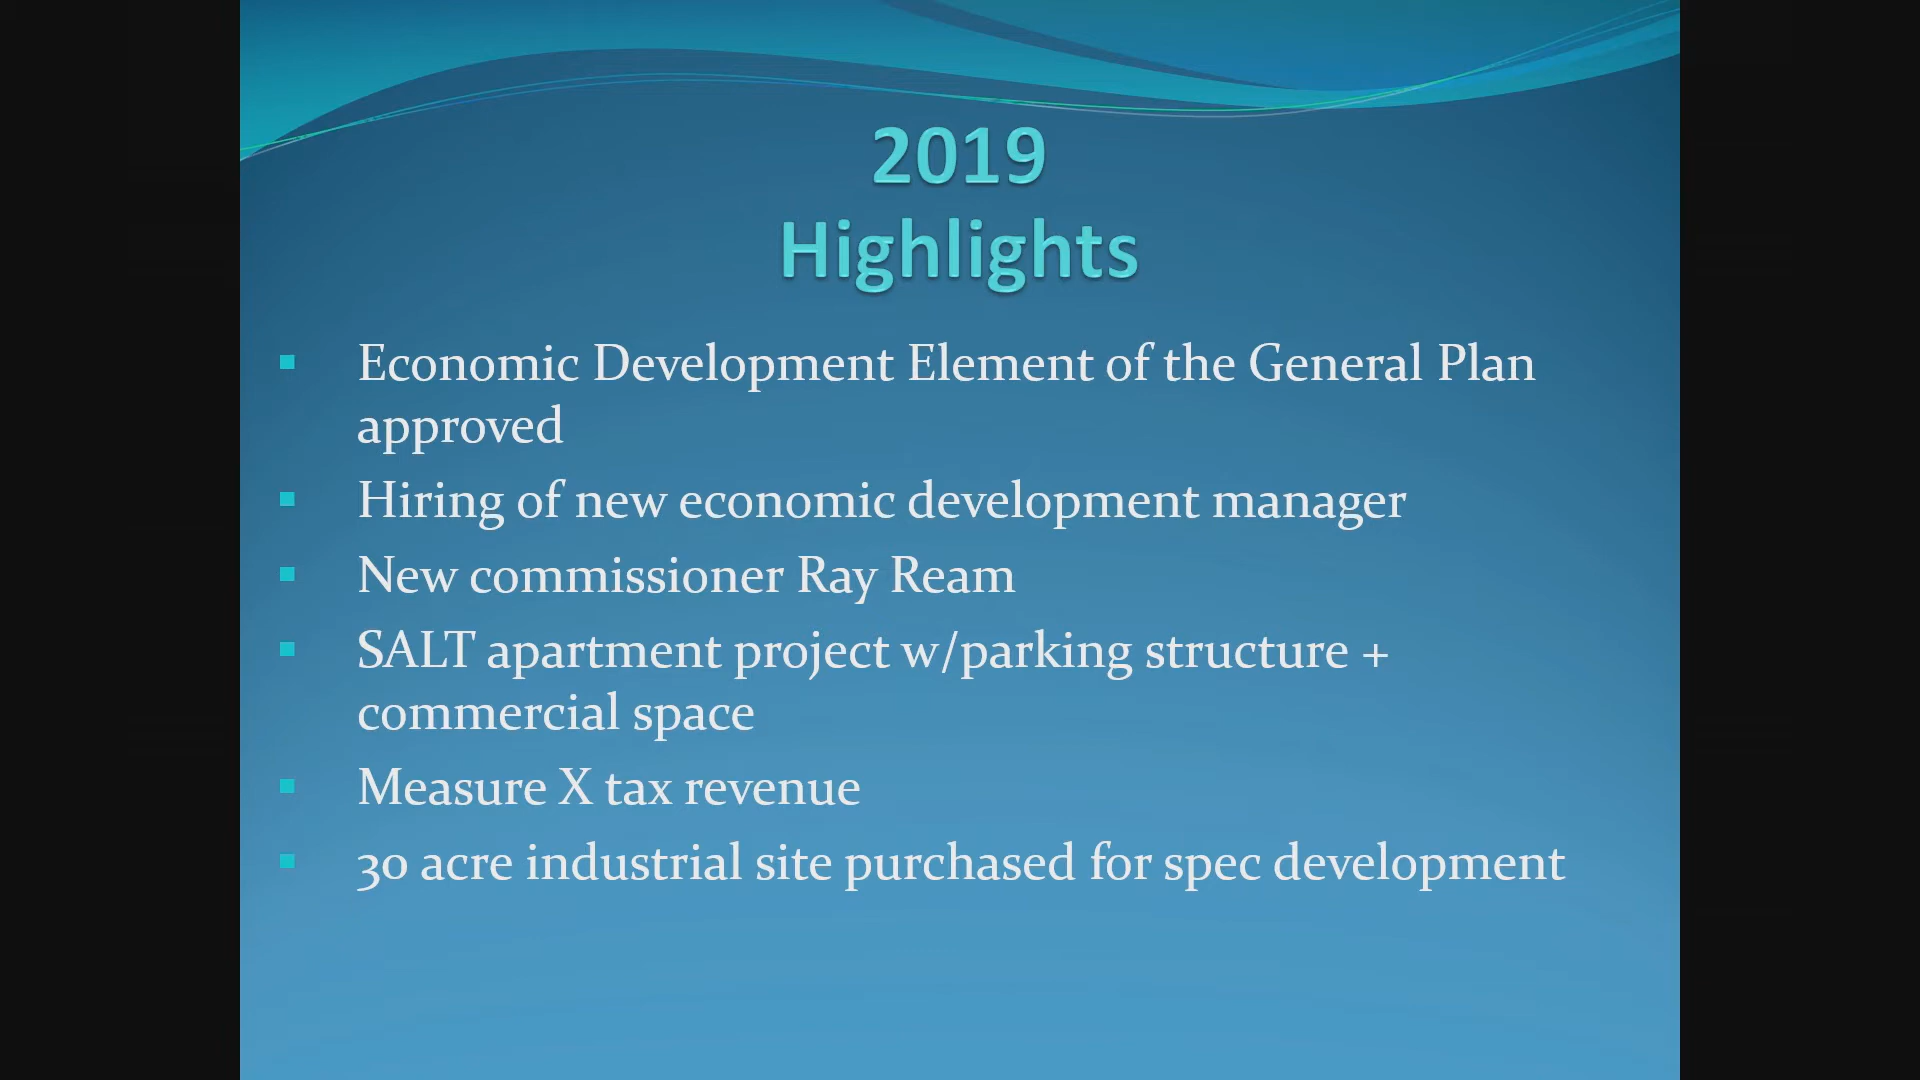 2019
Highlights
Economic Development Element of the General Plan
approved
Hiring of new economic development manager
New commissioner Ray Ream
SALT apartment project w/parking structure +
commercial space
Measure X tax revenue
30 acre industrial site purchased for spec development